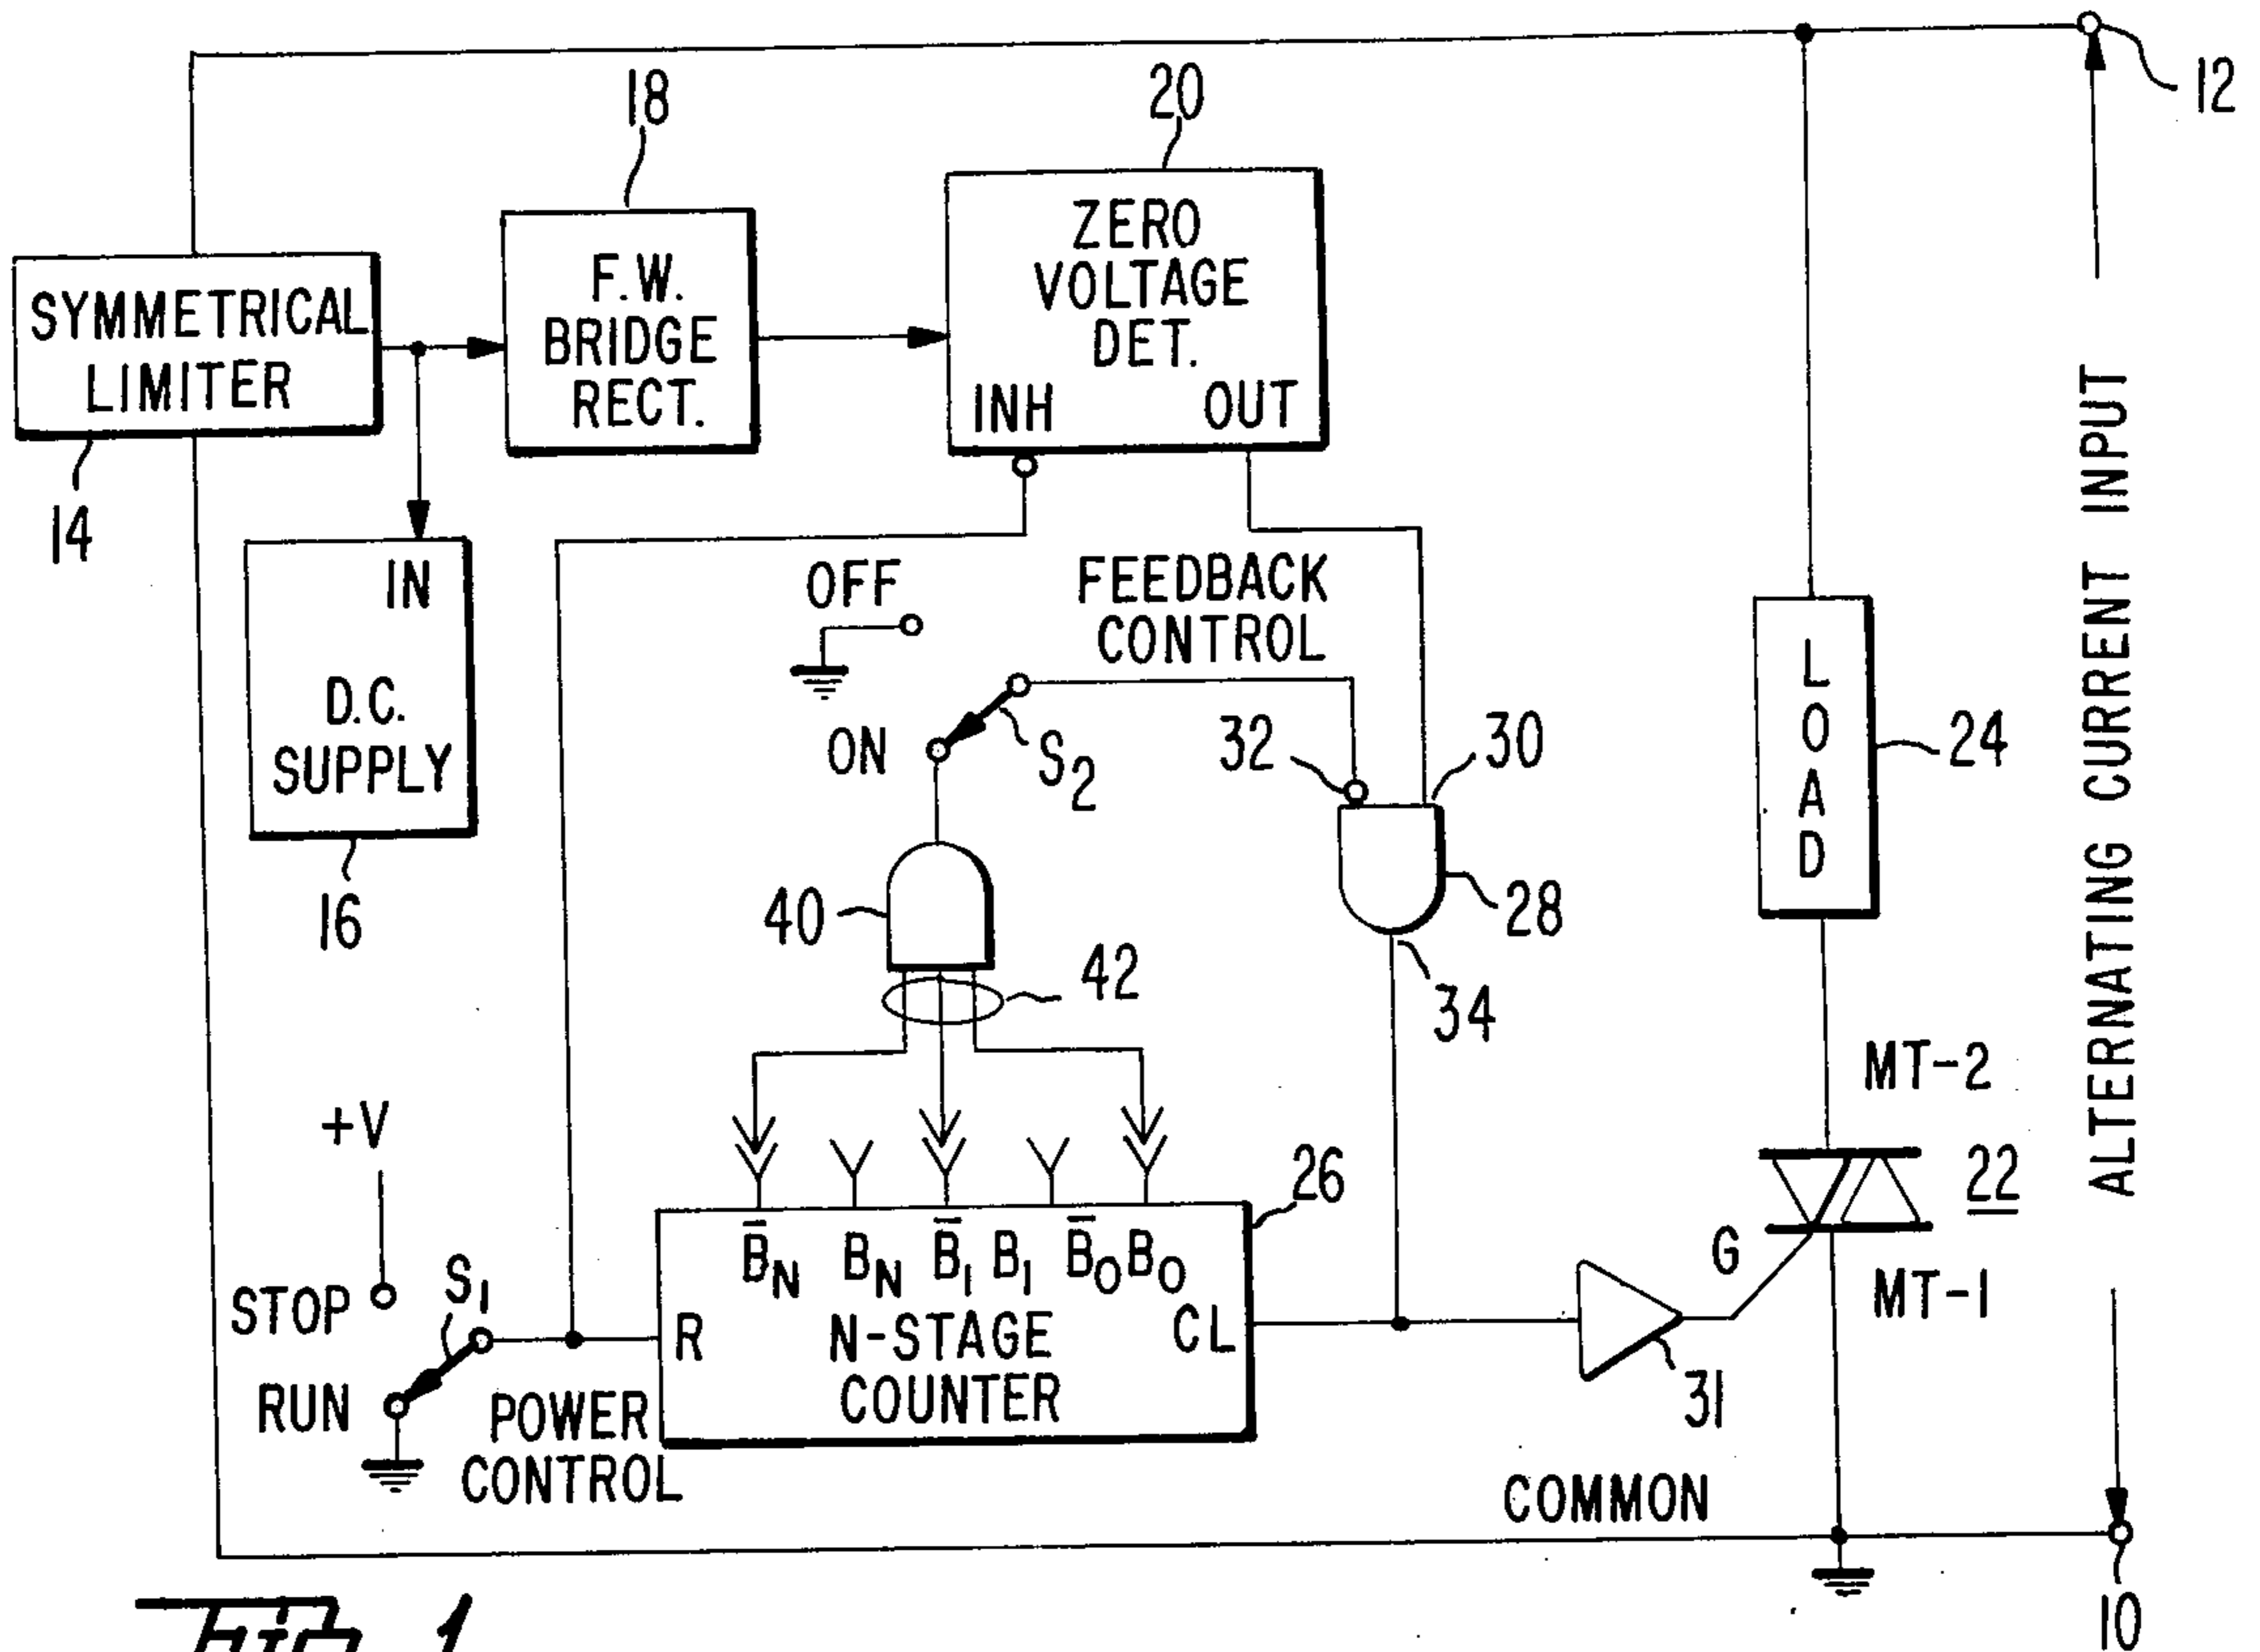 12
18
20
ZERO
VOLTAGE
DET.
INH OUT
F.W.
BRIDGE
RECT.
SYMMETRICAL
LIMITER
14
IN
D.C.
SUPPLY
16
OFF
ON
S2
FEEDBACK
CONTROL
32
30
28
34
40
42
LOAD
24
ALTERNATING CURRENT INPUT
MT-2
22
G
MT-1
31
+V
STOP
S1
RUN
POWER
CONTROL
26
B̅N BN B̅1 B1 B̅0 B0
R N-STAGE CL
COUNTER
COMMON
10
FIG. 1